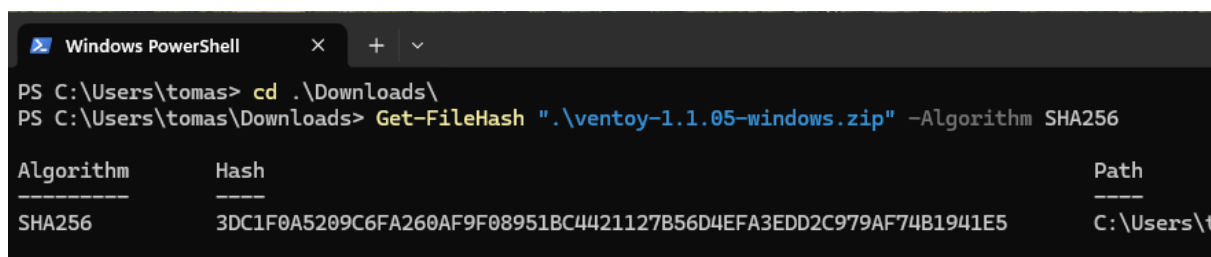 Windows PowerShell
PS C:\Users\tomas> cd .\Downloads\
PS C:\Users\tomas\Downloads> Get-FileHash ".\ventoy-1.1.05-windows.zip" -Algorithm SHA256
Algorithm Hash Path
--------- ---- ----
SHA256 3DC1F0A5209C6FA260AF9F08951BC4421127B56D4EFA3EDD2C979AF74B1941E5 C:\Users\t